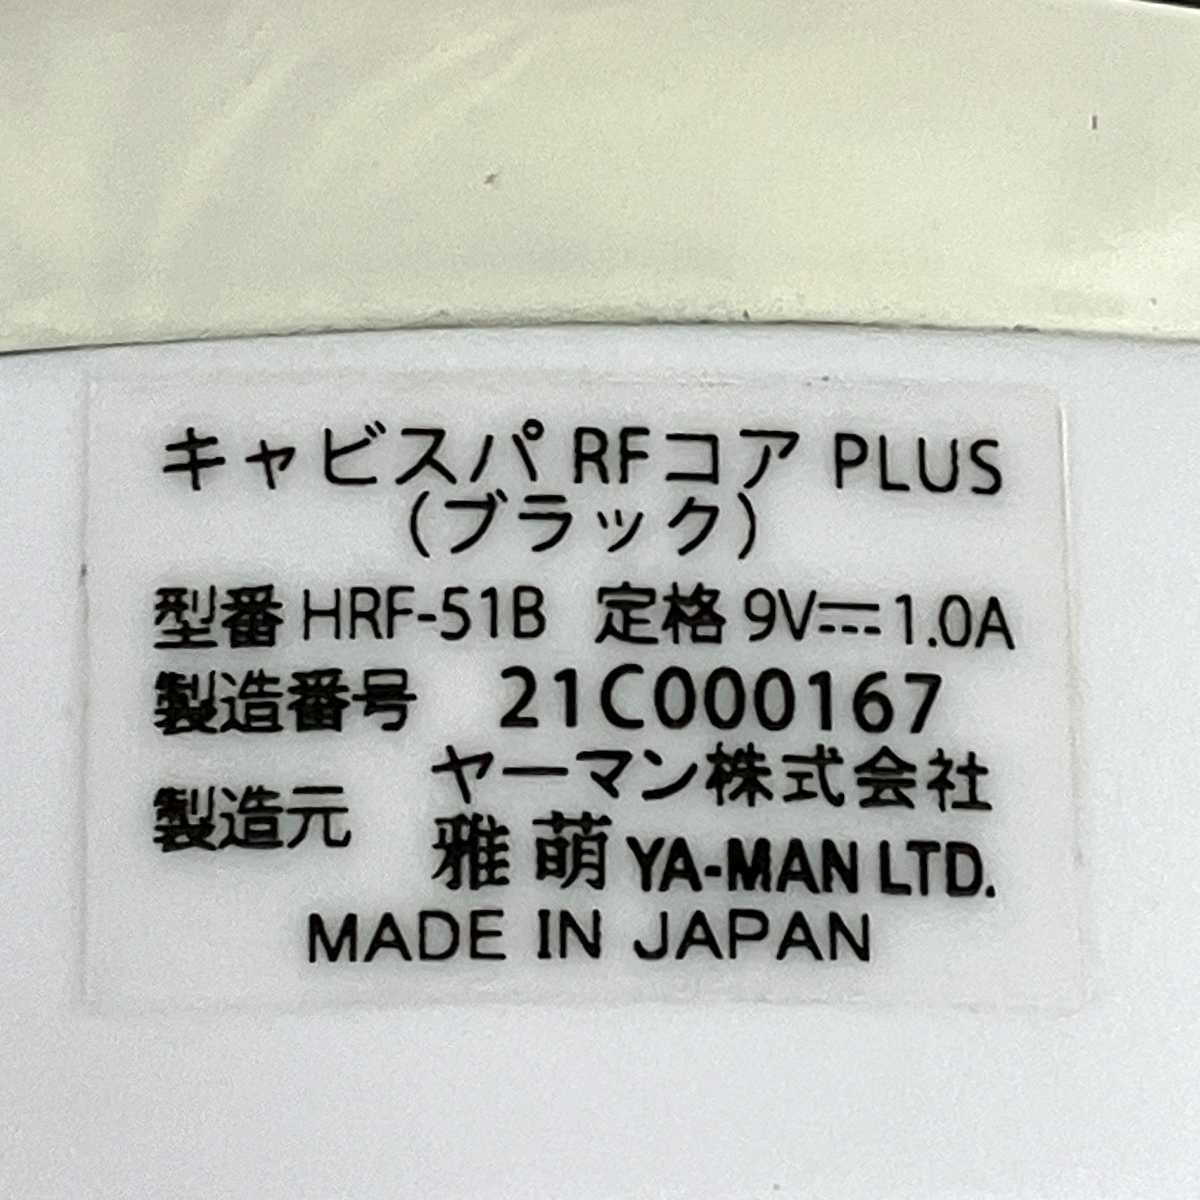 キャビスパ RFコア PLUS
(ブラック)
型番 HRF-51B 定格 9V⎓1.0A
製造番号 21C000167
製造元 ヤーマン株式会社
雅萌 YA-MAN LTD.
MADE IN JAPAN